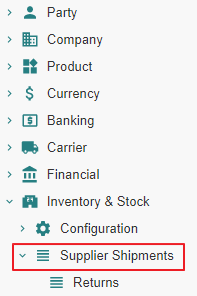 Party
Company
Product
Currency
Banking
Carrier
Financial
Inventory & Stock
Configuration
Supplier Shipments
Returns